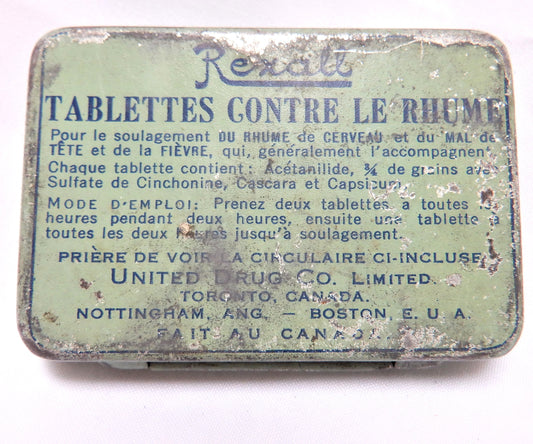 Rexall
TABLETTES CONTRE LE RHUME
Pour le soulagement DU RHUME de CERVEAU et du MAL de
TÊTE et de la FIÈVRE, qui, généralement l'accompagnent.
Chaque tablette contient: Acétanilide, ¾ de grains avec
Sulfate de Cinchonine, Cascara et Capsicum.
MODE D'EMPLOI: Prenez deux tablettes à toutes les
heures pendant deux heures, ensuite une tablette à
toutes les deux heures jusqu'à soulagement.
PRIÈRE DE VOIR LA CIRCULAIRE CI-INCLUSE
UNITED DRUG CO. LIMITED
TORONTO, CANADA.
NOTTINGHAM, ANG. — BOSTON, E. U. A.
FAIT AU CANADA